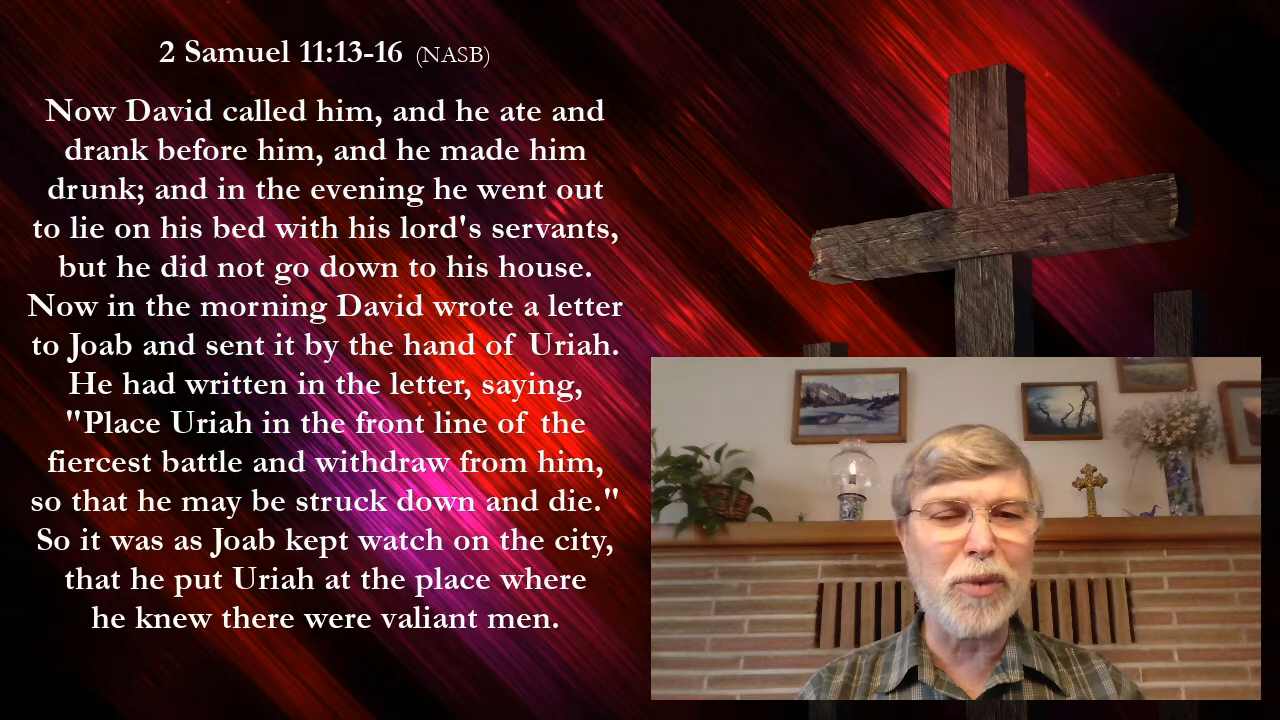 2 Samuel 11:13-16 (NASB)
Now David called him, and he ate and
drank before him, and he made him
drunk; and in the evening he went out
to lie on his bed with his lord's servants,
but he did not go down to his house.
Now in the morning David wrote a letter
to Joab and sent it by the hand of Uriah.
He had written in the letter, saying,
"Place Uriah in the front line of the
fiercest battle and withdraw from him,
so that he may be struck down and die."
So it was as Joab kept watch on the city,
that he put Uriah at the place where
he knew there were valiant men.